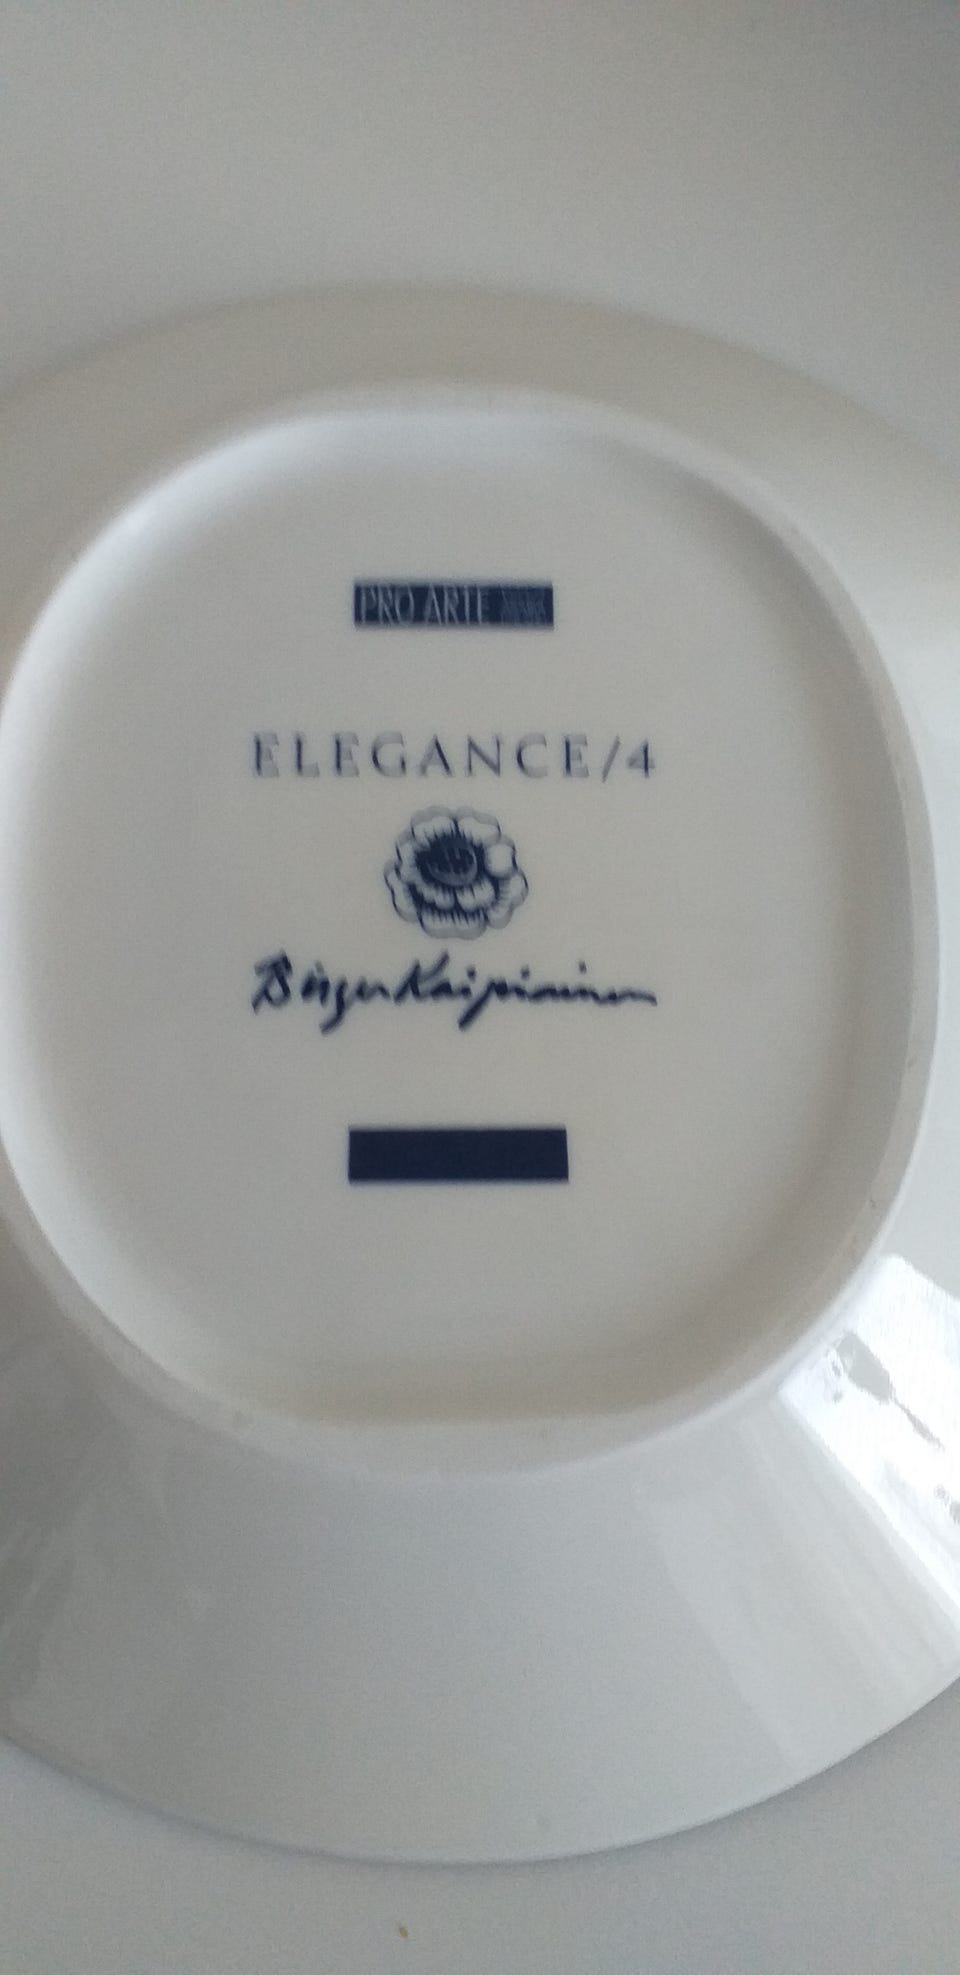 PRO ARTE
ELEGANCE/4
Birger Kaipiainen